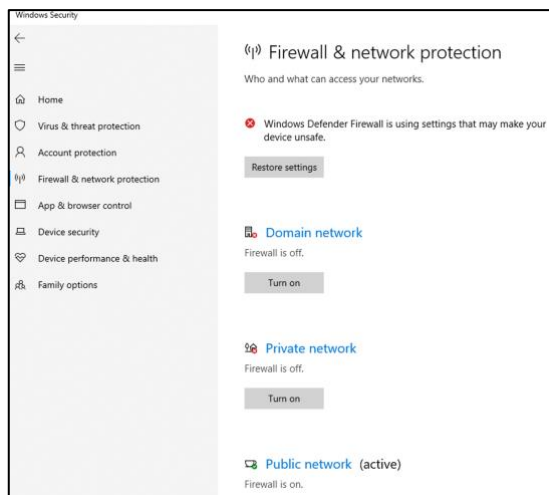 Windows Security
Home
Virus & threat protection
Account protection
Firewall & network protection
App & browser control
Device security
Device performance & health
Family options
Firewall & network protection
Who and what can access your networks.
Windows Defender Firewall is using settings that may make your
device unsafe.
Restore settings
Domain network
Firewall is off.
Turn on
Private network
Firewall is off.
Turn on
Public network (active)
Firewall is on.